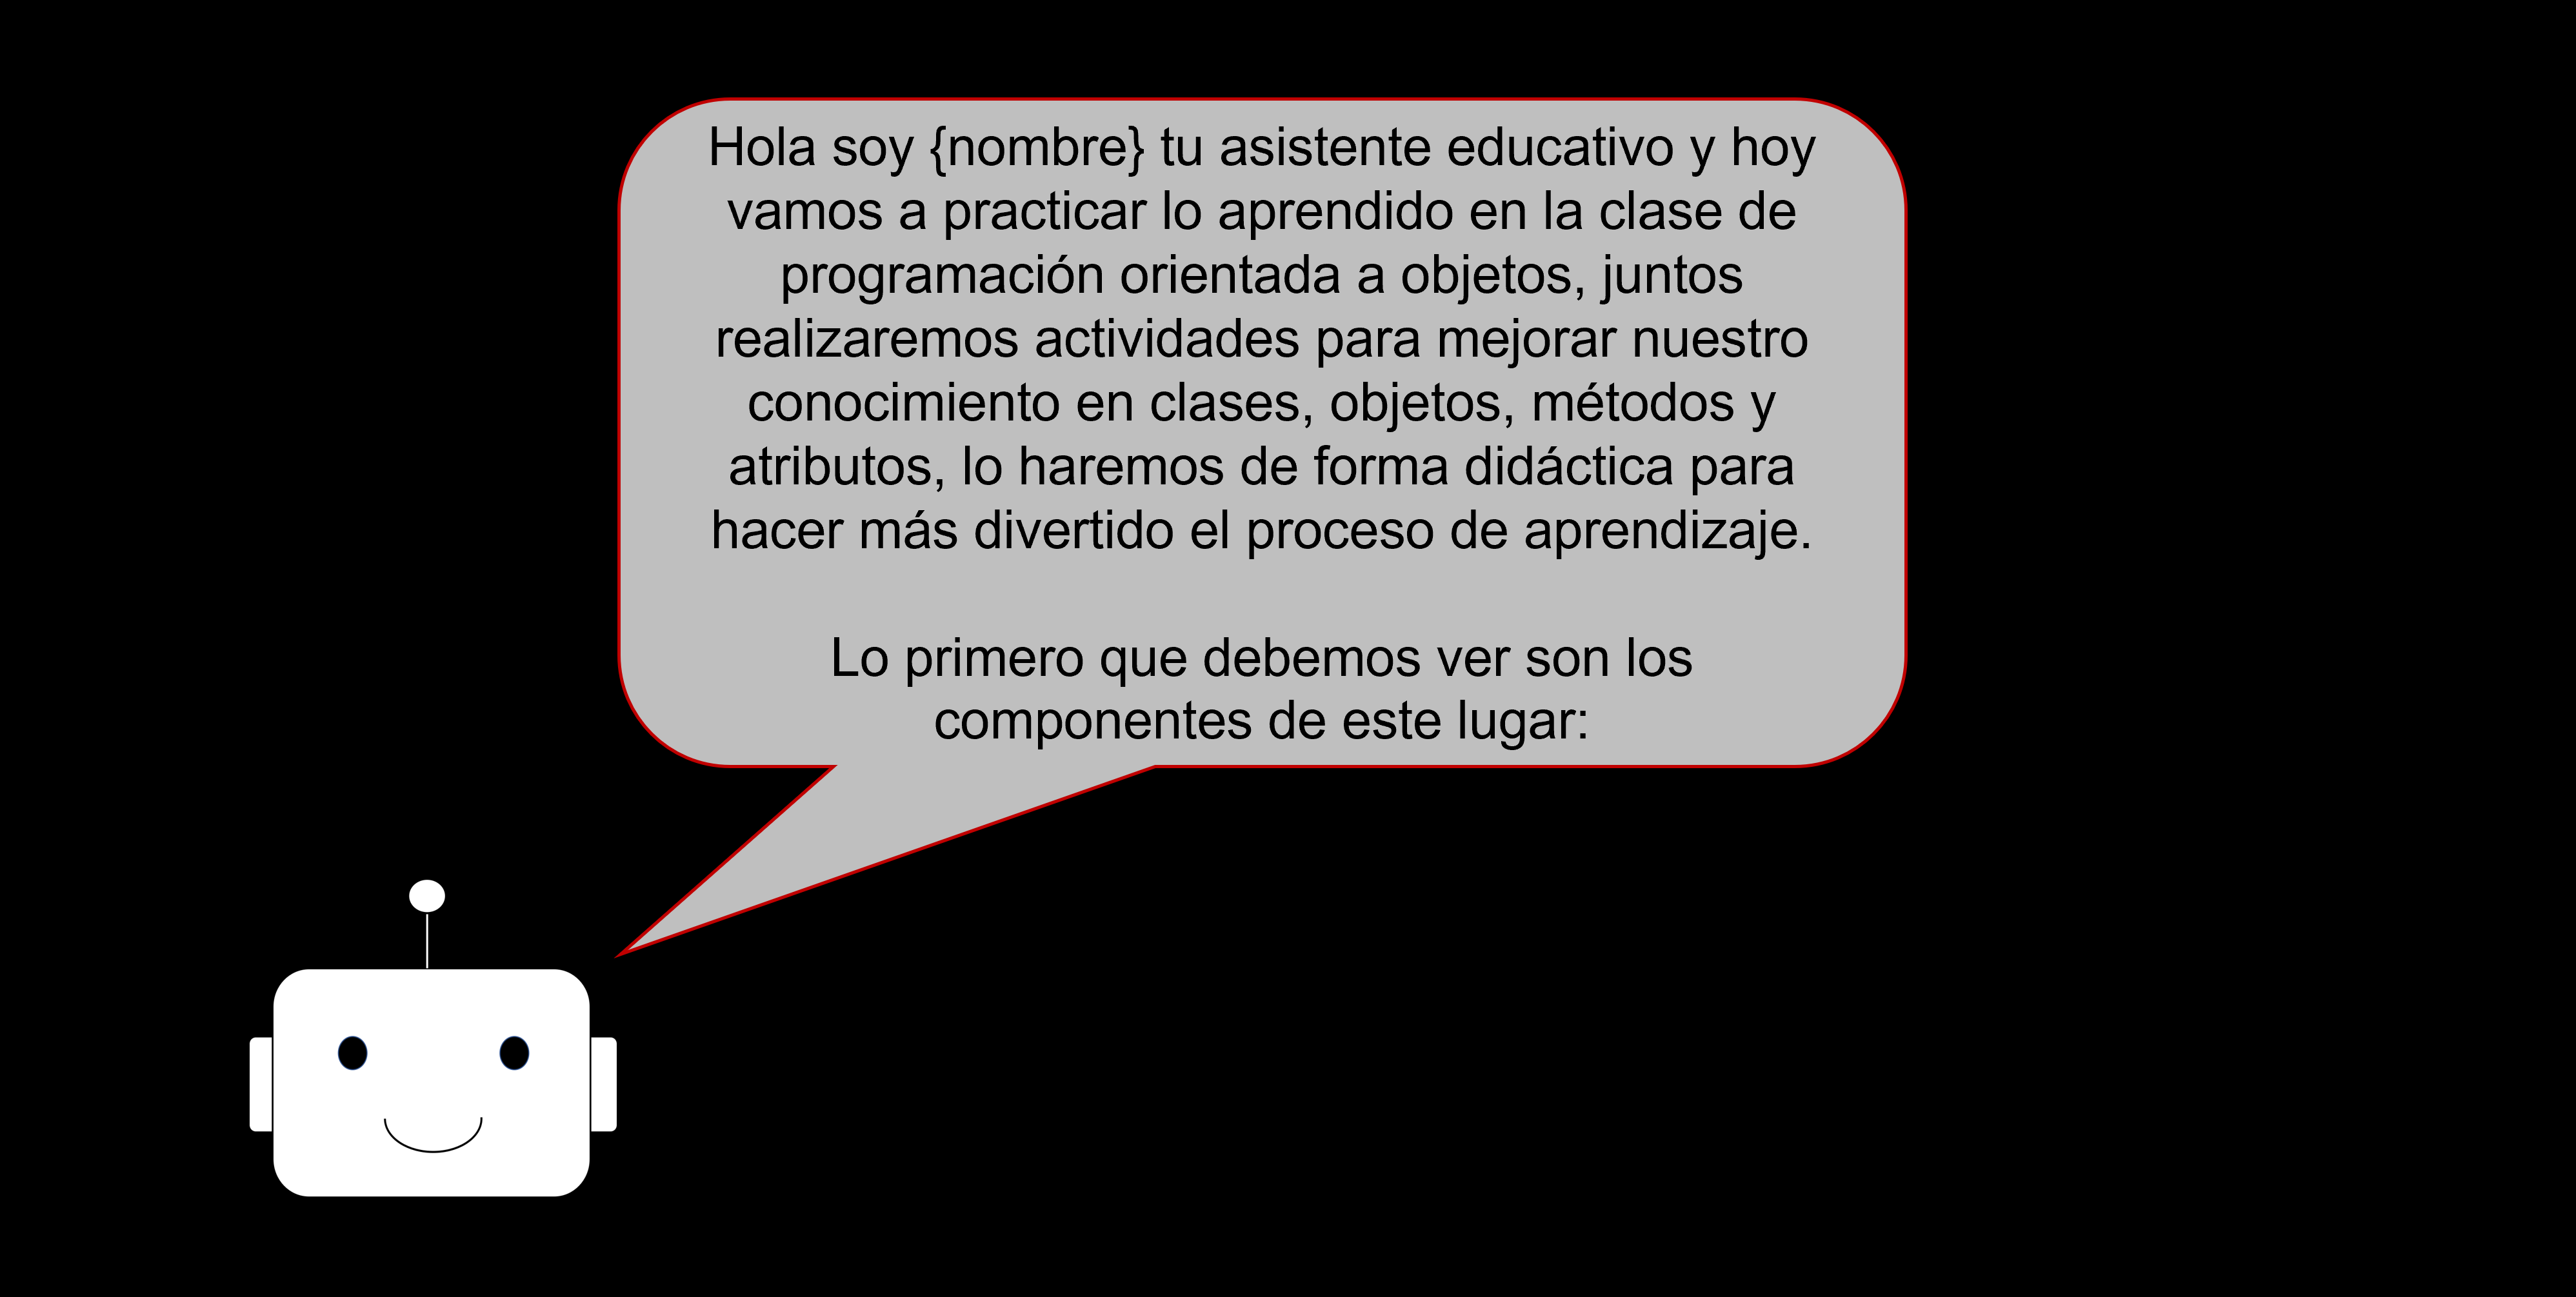 Hola soy {nombre} tu asistente educativo y hoy
vamos a practicar lo aprendido en la clase de
programación orientada a objetos, juntos
realizaremos actividades para mejorar nuestro
conocimiento en clases, objetos, métodos y
atributos, lo haremos de forma didáctica para
hacer más divertido el proceso de aprendizaje.
Lo primero que debemos ver son los
componentes de este lugar: